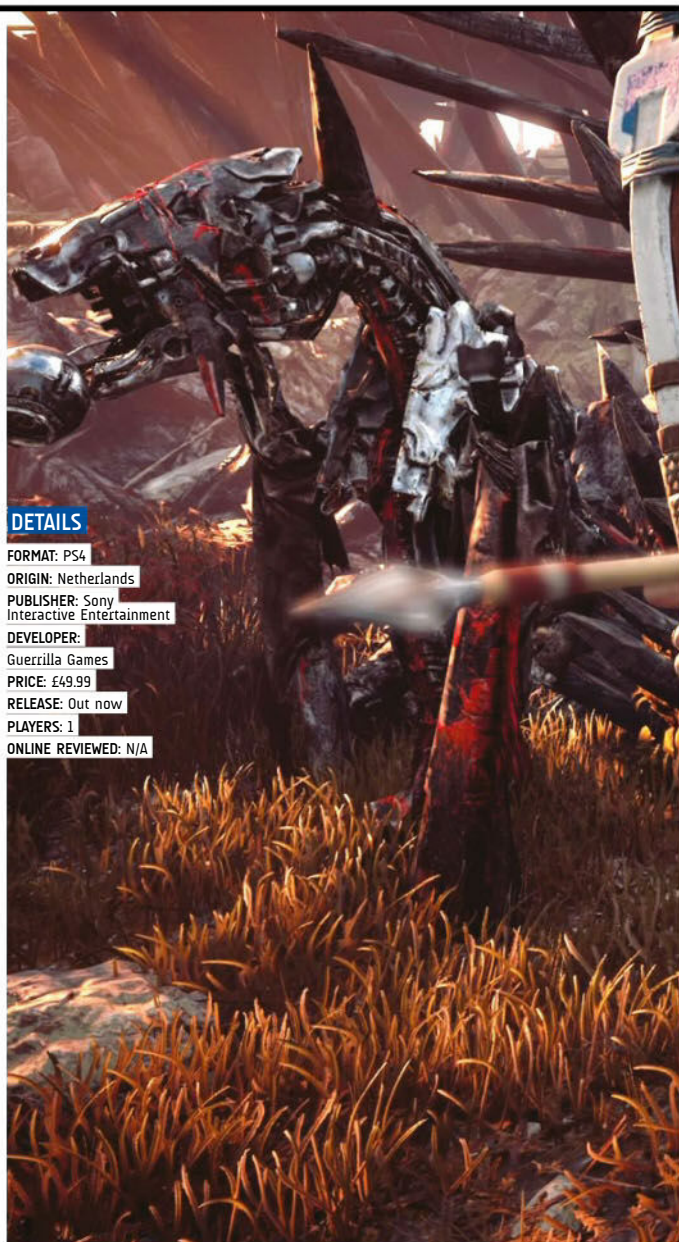 DETAILS
FORMAT: PS4
ORIGIN: Netherlands
PUBLISHER: Sony
Interactive Entertainment
DEVELOPER:
Guerrilla Games
PRICE: £49.99
RELEASE: Out now
PLAYERS: 1
ONLINE REVIEWED: N/A